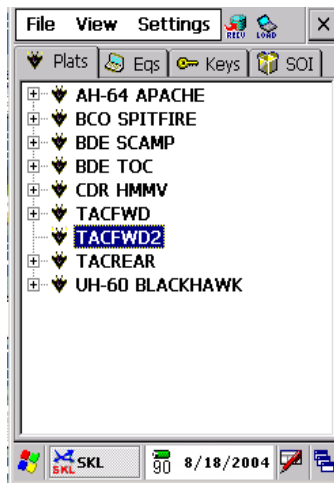 File View Settings RECV LOAD X
Plats Eqs Keys SOI
AH-64 APACHE
BCO SPITFIRE
BDE SCAMP
BDE TOC
CDR HMMV
TACFWD
TACFWD2
TACREAR
UH-60 BLACKHAWK
SKL SKL 90 8/18/2004